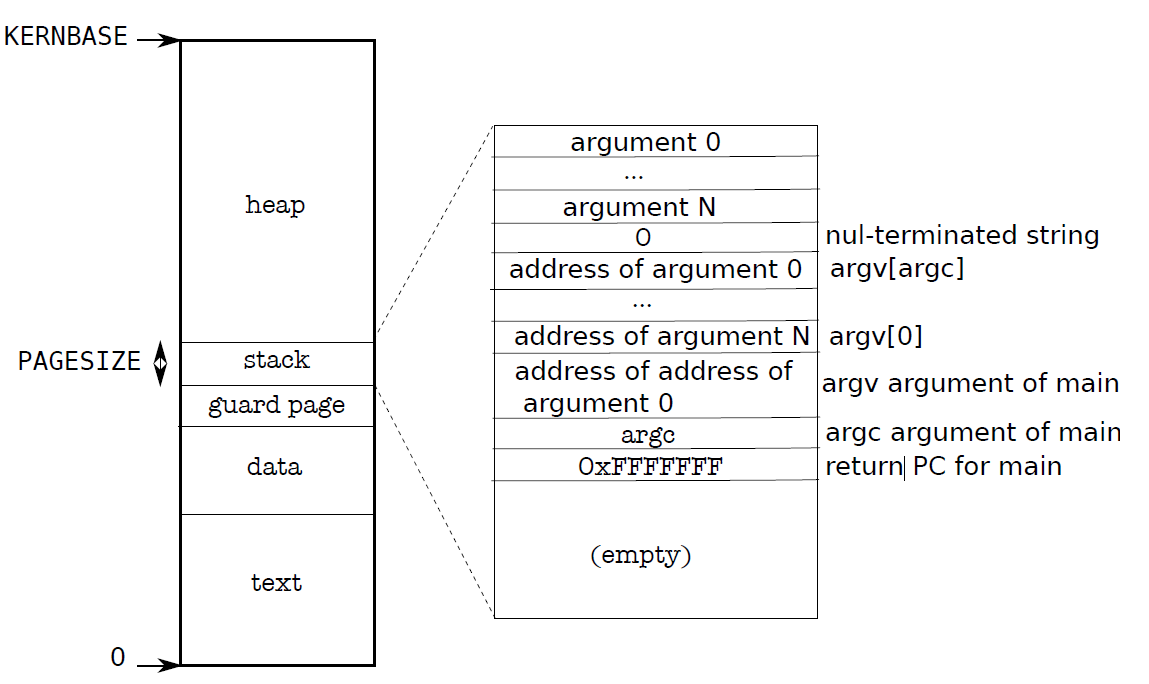 KERNBASE
heap
PAGESIZE
stack
guard page
data
text
0
argument 0
...
argument N
0
nul-terminated string
address of argument 0
argv[argc]
...
address of argument N
argv[0]
address of address of
argument 0
argv argument of main
argc
argc argument of main
0xFFFFFFF
return PC for main
(empty)